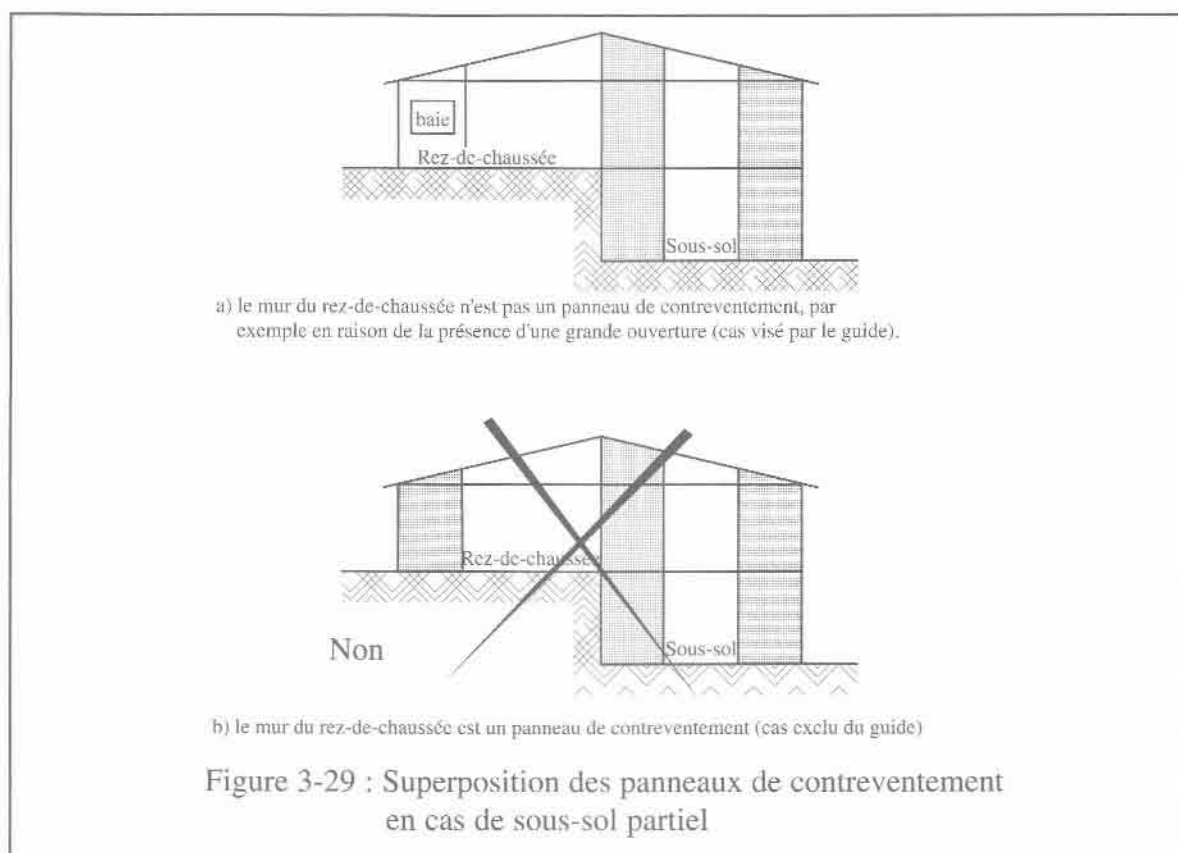 baie
Rez-de-chaussée
Sous-sol
a) le mur du rez-de-chaussée n'est pas un panneau de contreventement, par
exemple en raison de la présence d'une grande ouverture (cas visé par le guide).
Rez-de-chaussée
Non
Sous-sol
b) le mur du rez-de-chaussée est un panneau de contreventement (cas exclu du guide)
Figure 3-29 : Superposition des panneaux de contreventement
en cas de sous-sol partiel